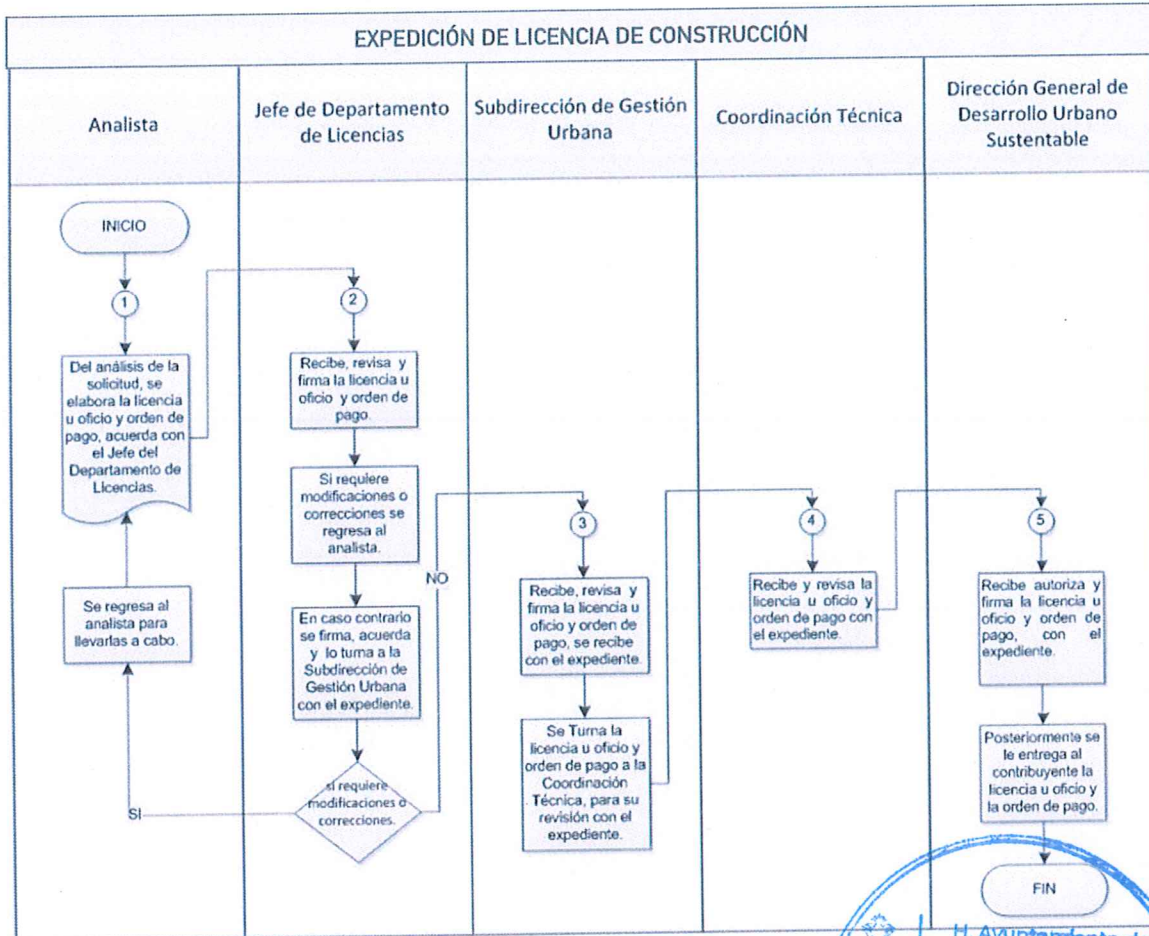 EXPEDICIÓN DE LICENCIA DE CONSTRUCCIÓN
Analista
Jefe de Departamento
de Licencias
Subdirección de Gestión
Urbana
Coordinación Técnica
Dirección General de
Desarrollo Urbano
Sustentable
INICIO
1
Del análisis de la
solicitud, se
elabora la licencia
u oficio y orden de
pago, acuerda con
el Jefe del
Departamento de
Licencias.
Se regresa al
analista para
llevarlas a cabo.
SI
2
Recibe, revisa y
firma la licencia u
oficio y orden de
pago.
Si requiere
modificaciones o
correcciones se
regresa al
analista.
En caso contrario
se firma, acuerda
y lo turna a la
Subdirección de
Gestión Urbana
con el expediente.
si requiere
modificaciones o
correcciones.
NO
3
Recibe, revisa y
firma la licencia u
oficio y orden de
pago, se recibe
con el expediente.
Se Turna la
licencia u oficio y
orden de pago a la
Coordinación
Técnica, para su
revisión con el
expediente.
4
Recibe y revisa la
licencia u oficio y
orden de pago con
el expediente.
5
Recibe autoriza y
firma la licencia u
oficio y orden de
pago, con el
expediente.
Posteriormente se
le entrega al
contribuyente la
licencia u oficio y
la orden de pago.
FIN
H. Ayuntamiento